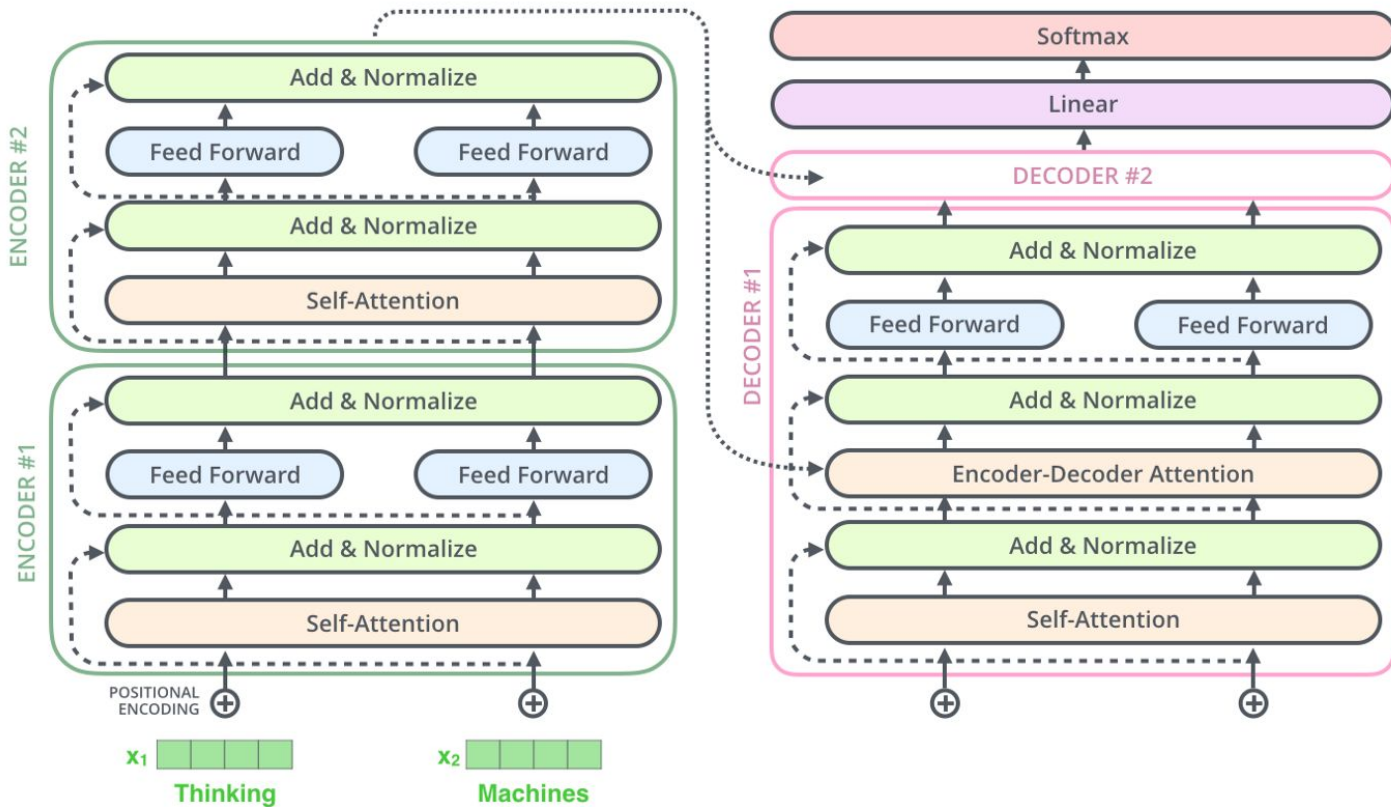 ENCODER #2
Add & Normalize
Feed Forward
Feed Forward
Add & Normalize
Self-Attention
ENCODER #1
Add & Normalize
Feed Forward
Feed Forward
Add & Normalize
Self-Attention
POSITIONAL
ENCODING
x1
x2
Thinking
Machines
Softmax
Linear
DECODER #2
DECODER #1
Add & Normalize
Feed Forward
Feed Forward
Add & Normalize
Encoder-Decoder Attention
Add & Normalize
Self-Attention